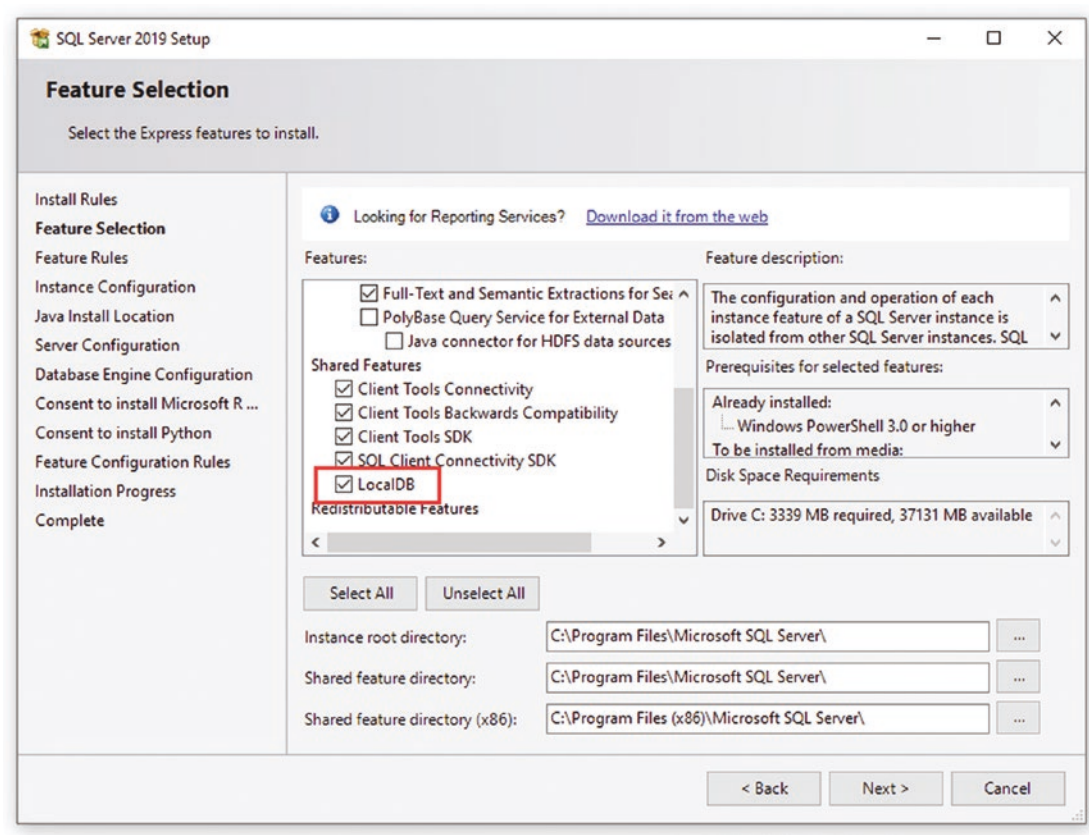 SQL Server 2019 Setup
Feature Selection
Select the Express features to install.
Install Rules
Feature Selection
Feature Rules
Instance Configuration
Java Install Location
Server Configuration
Database Engine Configuration
Consent to install Microsoft R ...
Consent to install Python
Feature Configuration Rules
Installation Progress
Complete
Looking for Reporting Services? Download it from the web
Features:
Full-Text and Semantic Extractions for Sea
PolyBase Query Service for External Data
Java connector for HDFS data sources
Shared Features
Client Tools Connectivity
Client Tools Backwards Compatibility
Client Tools SDK
SQL Client Connectivity SDK
LocalDB
Redistributable Features
Feature description:
The configuration and operation of each
instance feature of a SQL Server instance is
isolated from other SQL Server instances. SQL
Prerequisites for selected features:
Already installed:
Windows PowerShell 3.0 or higher
To be installed from media:
Disk Space Requirements
Drive C: 3339 MB required, 37131 MB available
Select All
Unselect All
Instance root directory: C:\Program Files\Microsoft SQL Server\ ...
Shared feature directory: C:\Program Files\Microsoft SQL Server\ ...
Shared feature directory (x86): C:\Program Files (x86)\Microsoft SQL Server\ ...
< Back
Next >
Cancel